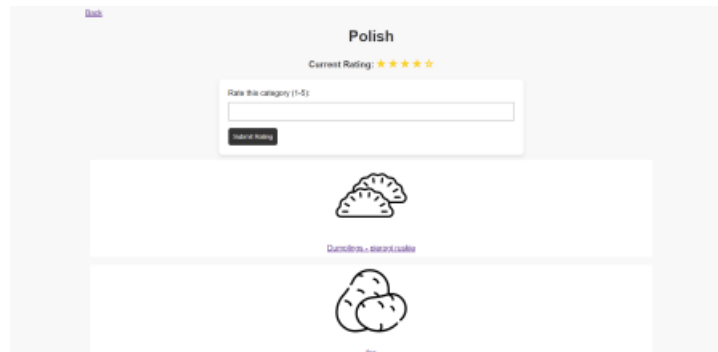 Back
Polish
Current Rating: ★ ★ ★ ★ ☆
Rate this category (1-5):
Submit Rating
Dumplings - pierogi ruskie